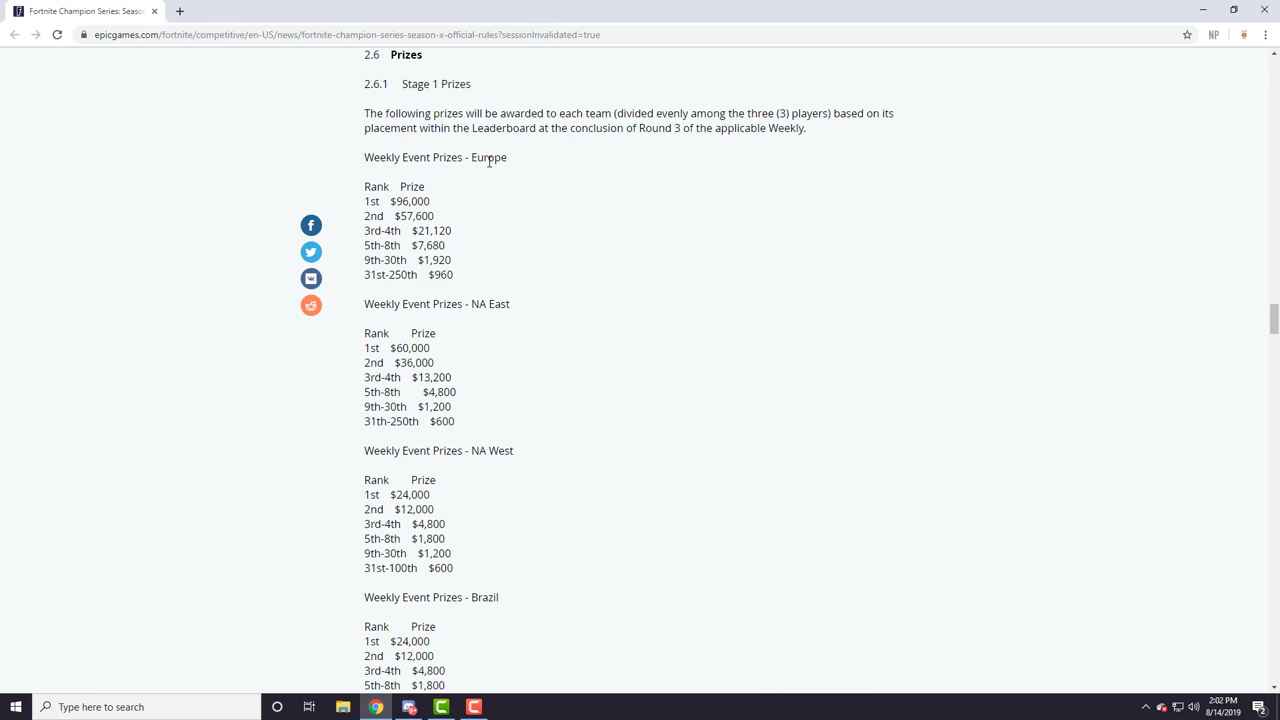 Fortnite Champion Series: Seaso
epicgames.com/fortnite/competitive/en-US/news/fortnite-champion-series-season-x-official-rules?sessionInvalidated=true
NP
2.6 Prizes
2.6.1 Stage 1 Prizes
The following prizes will be awarded to each team (divided evenly among the three (3) players) based on its
placement within the Leaderboard at the conclusion of Round 3 of the applicable Weekly.
Weekly Event Prizes - Europe
Rank Prize
1st $96,000
2nd $57,600
3rd-4th $21,120
5th-8th $7,680
9th-30th $1,920
31st-250th $960
Weekly Event Prizes - NA East
Rank Prize
1st $60,000
2nd $36,000
3rd-4th $13,200
5th-8th $4,800
9th-30th $1,200
31th-250th $600
Weekly Event Prizes - NA West
Rank Prize
1st $24,000
2nd $12,000
3rd-4th $4,800
5th-8th $1,800
9th-30th $1,200
31st-100th $600
Weekly Event Prizes - Brazil
Rank Prize
1st $24,000
2nd $12,000
3rd-4th $4,800
5th-8th $1,800
Type here to search
2:02 PM
8/14/2019